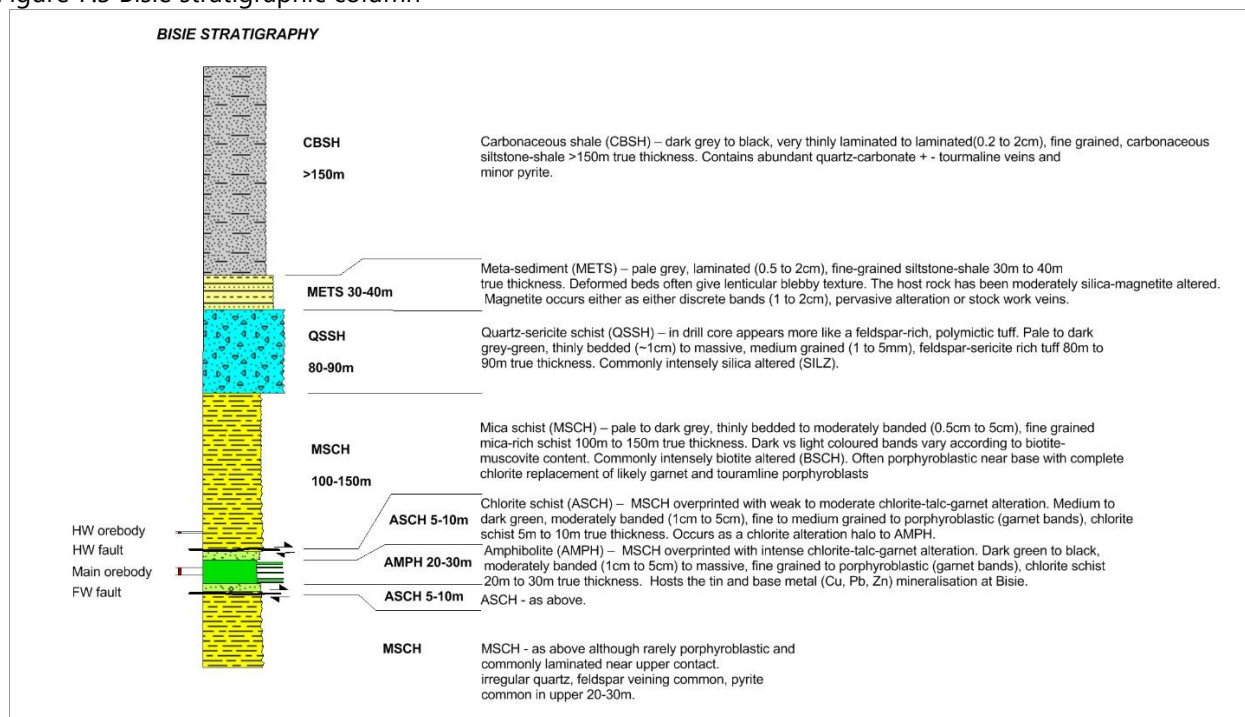 Figure Bisie stratigraphic column
BISIE STRATIGRAPHY
CBSH
>150m
Carbonaceous shale (CBSH) – dark grey to black, very thinly laminated to laminated(0.2 to 2cm), fine grained, carbonaceous
siltstone-shale >150m true thickness. Contains abundant quartz-carbonate + - tourmaline veins and
minor pyrite.
METS 30-40m
Meta-sediment (METS) – pale grey, laminated (0.5 to 2cm), fine-grained siltstone-shale 30m to 40m
true thickness. Deformed beds often give lenticular blebby texture. The host rock has been moderately silica-magnetite altered.
Magnetite occurs either as either discrete bands (1 to 2cm), pervasive alteration or stock work veins.
QSSH
80-90m
Quartz-sericite schist (QSSH) – in drill core appears more like a feldspar-rich, polymictic tuff. Pale to dark
grey-green, thinly bedded (~1cm) to massive, medium grained (1 to 5mm), feldspar-sericite rich tuff 80m to
90m true thickness. Commonly intensely silica altered (SILZ).
MSCH
100-150m
Mica schist (MSCH) – pale to dark grey, thinly bedded to moderately banded (0.5cm to 5cm), fine grained
mica-rich schist 100m to 150m true thickness. Dark vs light coloured bands vary according to biotite-
muscovite content. Commonly intensely biotite altered (BSCH). Often porphyroblastic near base with complete
chlorite replacement of likely garnet and touramline porphyroblasts
ASCH 5-10m
Chlorite schist (ASCH) – MSCH overprinted with weak to moderate chlorite-talc-garnet alteration. Medium to
dark green, moderately banded (1cm to 5cm), fine to medium grained to porphyroblastic (garnet bands), chlorite
schist 5m to 10m true thickness. Occurs as a chlorite alteration halo to AMPH.
HW orebody
HW fault
Main orebody
FW fault
AMPH 20-30m
Amphibolite (AMPH) – MSCH overprinted with intense chlorite-talc-garnet alteration. Dark green to black,
moderately banded (1cm to 5cm) to massive, fine grained to porphyroblastic (garnet bands), chlorite schist
20m to 30m true thickness. Hosts the tin and base metal (Cu, Pb, Zn) mineralisation at Bisie.
ASCH 5-10m
ASCH - as above.
MSCH
MSCH - as above although rarely porphyroblastic and
commonly laminated near upper contact.
irregular quartz, feldspar veining common, pyrite
common in upper 20-30m.